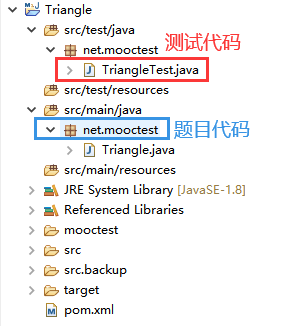 Triangle
src/test/java
net.mooctest
测试代码
TriangleTest.java
src/test/resources
src/main/java
net.mooctest
题目代码
Triangle.java
src/main/resources
JRE System Library [JavaSE-1.8]
Referenced Libraries
mooctest
src
src.backup
target
pom.xml